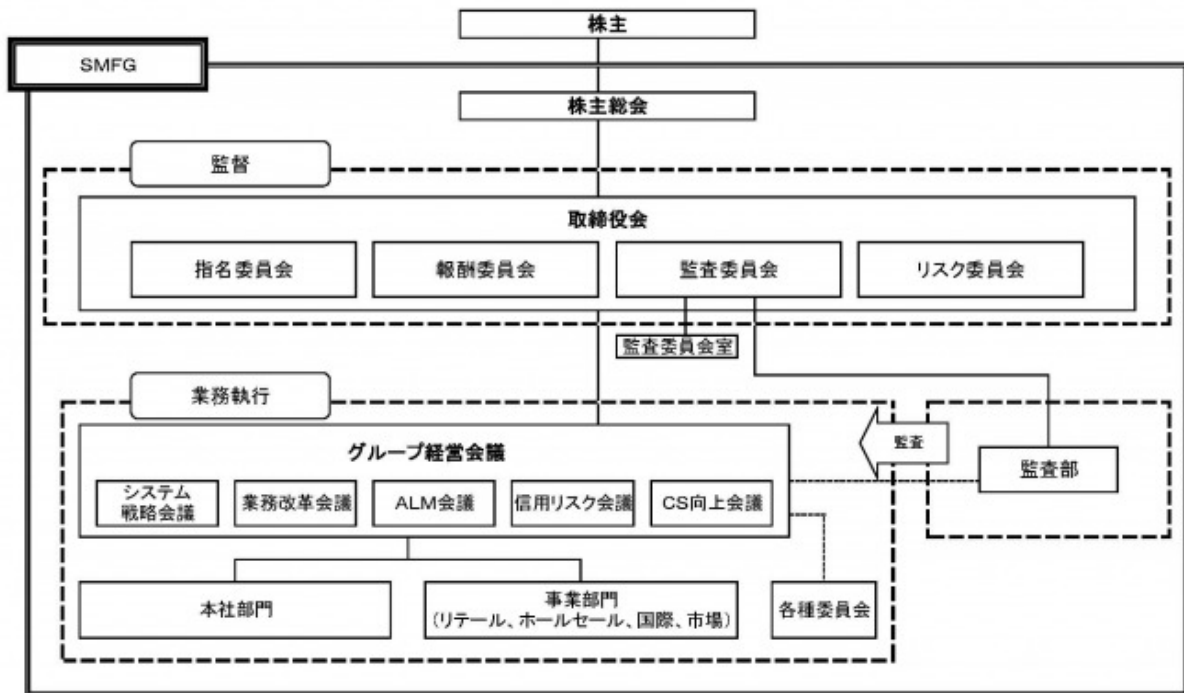 株主
SMFG
株主総会
監督
取締役会
指名委員会
報酬委員会
監査委員会
リスク委員会
監査委員会室
業務執行
グループ経営会議
監査
監査部
システム
戦略会議
業務改革会議
ALM会議
信用リスク会議
CS向上会議
本社部門
事業部門
(リテール、ホールセール、国際、市場)
各種委員会